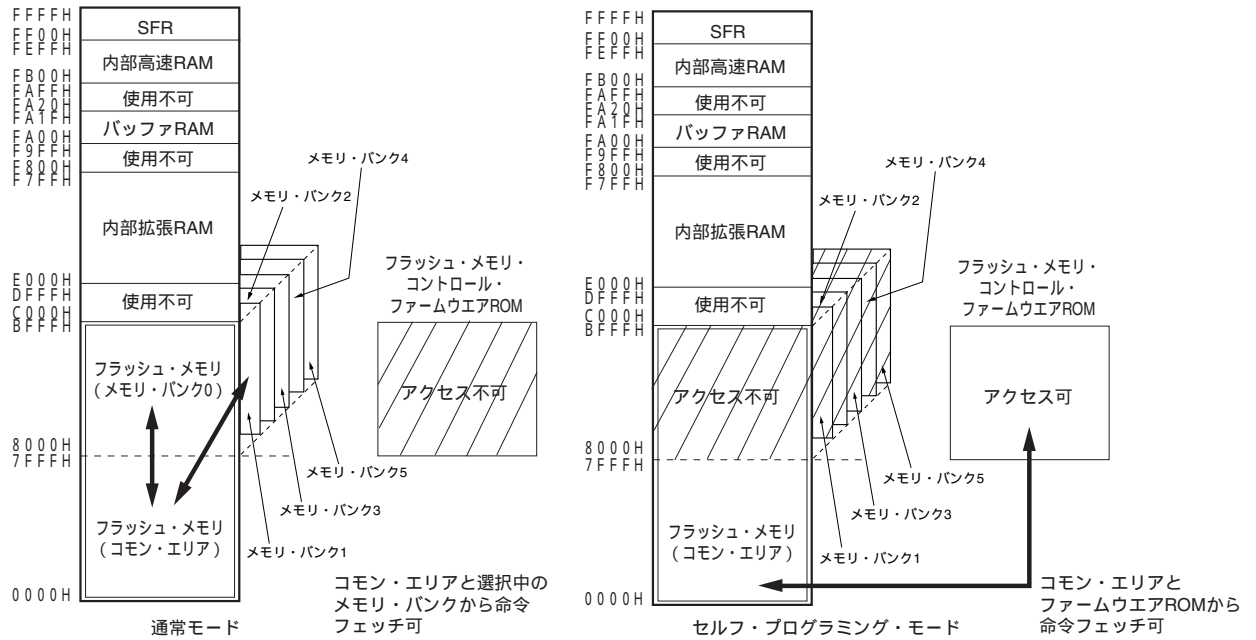 FFFFH
SFR
FF00H
FEFFH
内部高速RAM
FB00H
FAFFH
使用不可
FA20H
FA1FH
バッファRAM
FA00H
F9FFH
使用不可
F800H
F7FFH
内部拡張RAM
E000H
DFFFH
使用不可
C000H
BFFFH
フラッシュ・メモリ
(メモリ・バンク0)
8000H
7FFFH
フラッシュ・メモリ
(コモン・エリア)
0000H
メモリ・バンク4
メモリ・バンク2
メモリ・バンク5
メモリ・バンク3
メモリ・バンク1
フラッシュ・メモリ・
コントロール・
ファームウエアROM
アクセス不可
コモン・エリアと選択中の
メモリ・バンクから命令
フェッチ可
通常モード
FFFFH
SFR
FF00H
FEFFH
内部高速RAM
FB00H
FAFFH
使用不可
FA20H
FA1FH
バッファRAM
FA00H
F9FFH
使用不可
F800H
F7FFH
内部拡張RAM
E000H
DFFFH
使用不可
C000H
BFFFH
アクセス不可
8000H
7FFFH
フラッシュ・メモリ
(コモン・エリア)
0000H
メモリ・バンク4
メモリ・バンク2
メモリ・バンク5
メモリ・バンク3
メモリ・バンク1
フラッシュ・メモリ・
コントロール・
ファームウエアROM
アクセス可
コモン・エリアと
ファームウエアROMから
命令フェッチ可
セルフ・プログラミング・モード